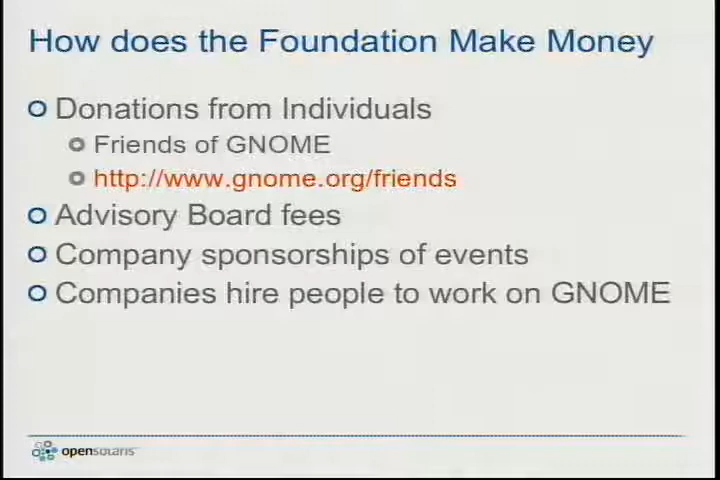 How does the Foundation Make Money
Donations from Individuals
Friends of GNOME
http://www.gnome.org/friends
Advisory Board fees
Company sponsorships of events
Companies hire people to work on GNOME
opensolaris